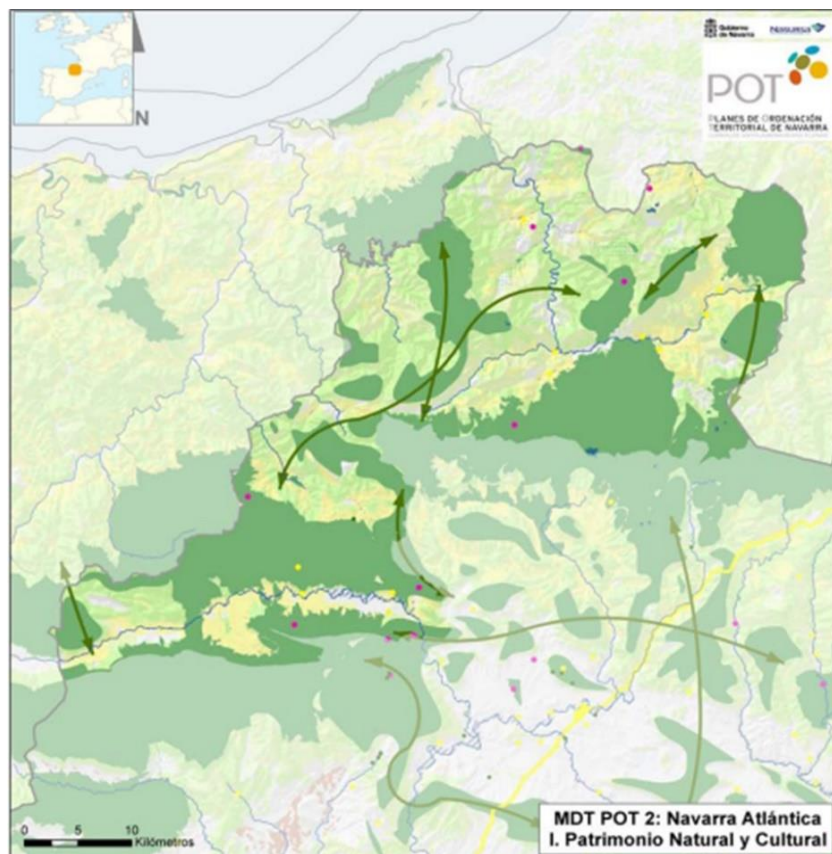 Gobierno
de Navarra
Nasursa
POT
PLANES DE ORDENACIÓN
TERRITORIAL DE NAVARRA
N
0 5 10
Kilómetros
MDT POT 2: Navarra Atlántica
I. Patrimonio Natural y Cultural